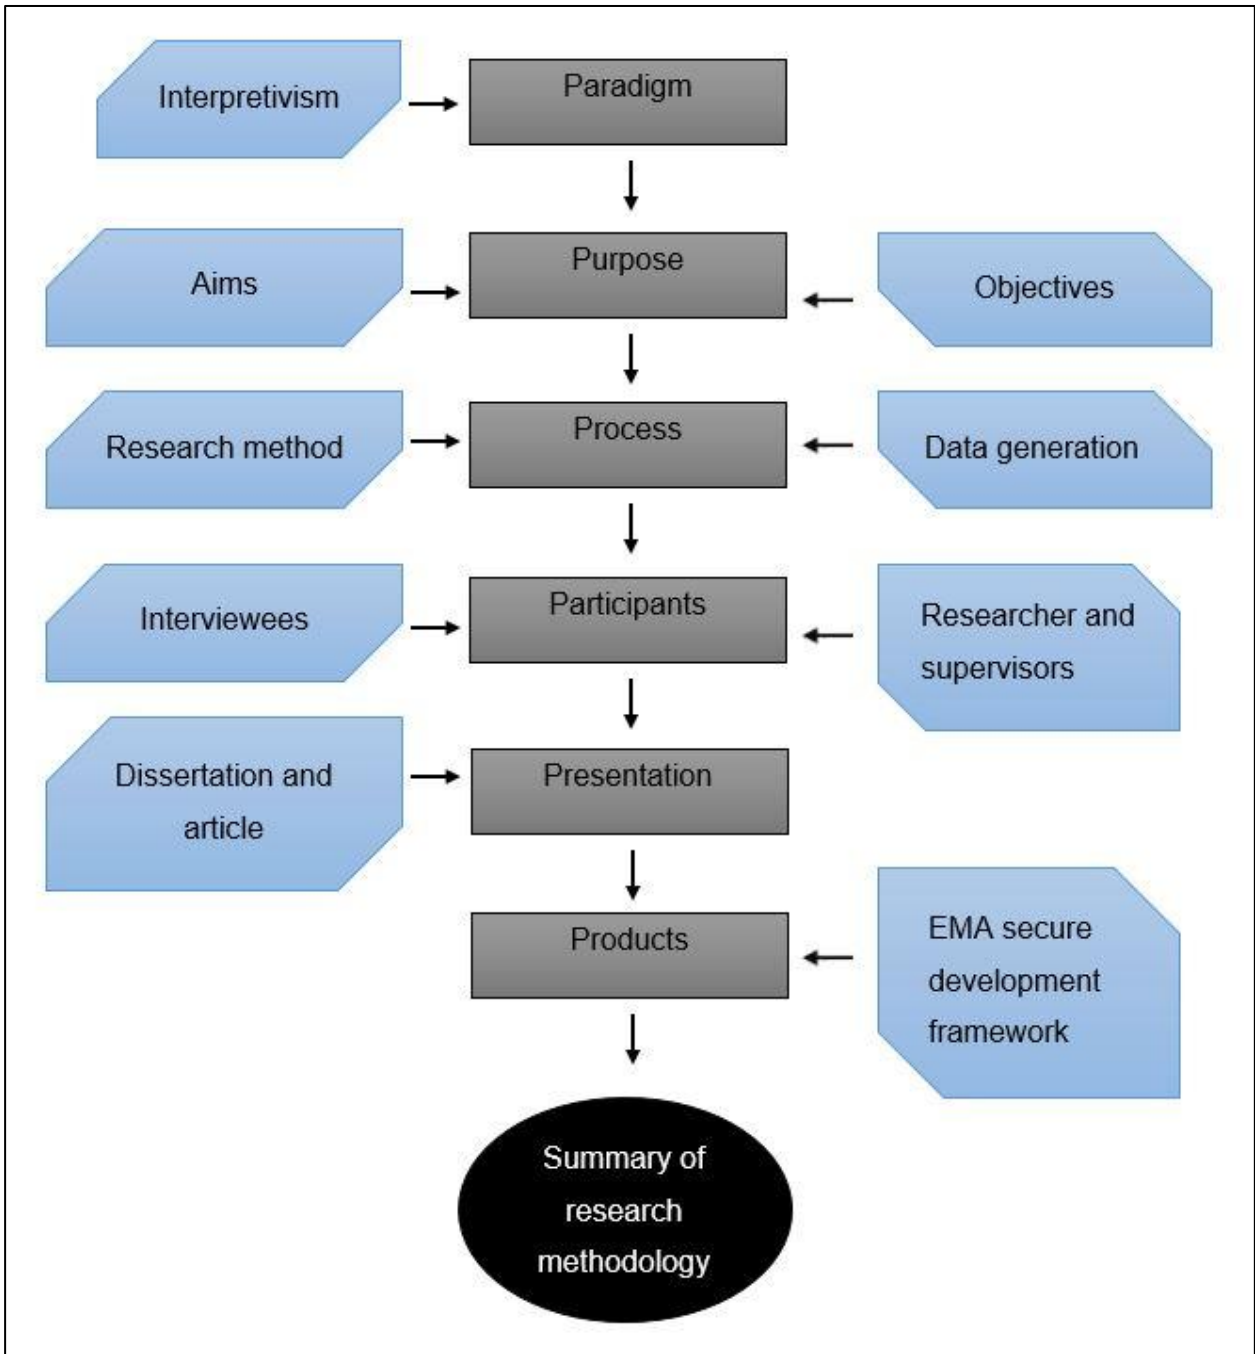 Interpretivism
Paradigm
Aims
Purpose
Objectives
Research method
Process
Data generation
Interviewees
Participants
Researcher and
supervisors
Dissertation and
article
Presentation
Products
EMA secure
development
framework
Summary of
research
methodology